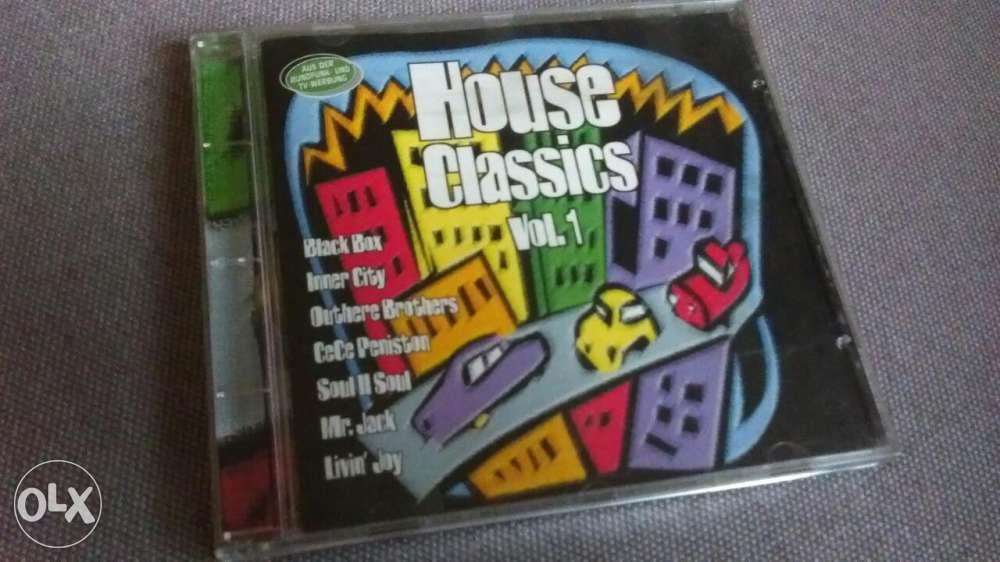 AUS DER
RUNDFUNK- UND
TV-WERBUNG
House
Classics
Vol. 1
Black Box
Inner City
Outhere Brothers
CeCe Peniston
Soul II Soul
Mr. Jack
Livin' Joy
OLX